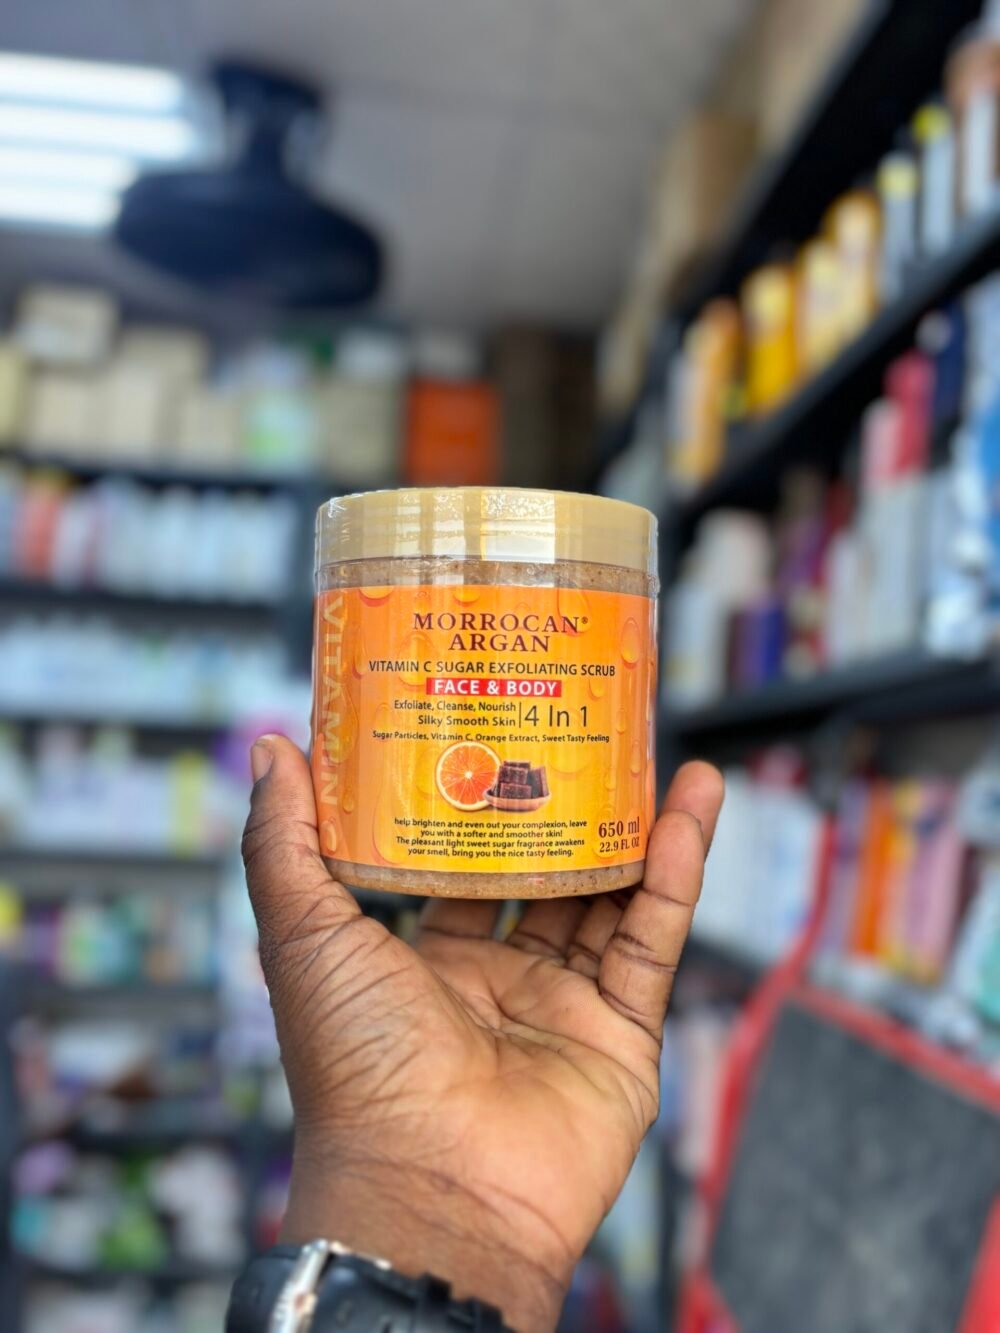 MORROCAN®
ARGAN
VITAMIN C SUGAR EXFOLIATING SCRUB
FACE & BODY
Exfoliate, Cleanse, Nourish
Silky Smooth Skin
4 In 1
Sugar Particles, Vitamin C, Orange Extract, Sweet Tasty Feeling
help brighten and even out your complexion, leave
you with a softer and smoother skin!
The pleasant light sweet sugar fragrance awakens
your smell, bring you the nice tasty feeling.
650 ml
22.9 FL OZ
VITAMIN C